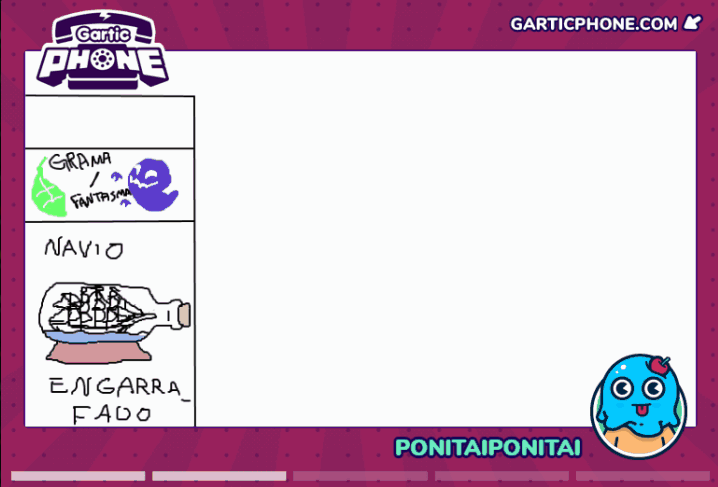 Gartic
PHONE
GARTICPHONE.COM
GRAMA
/
FANTASMA
NAVIO
ENGARRA_
FADO
PONITAIPONITAI